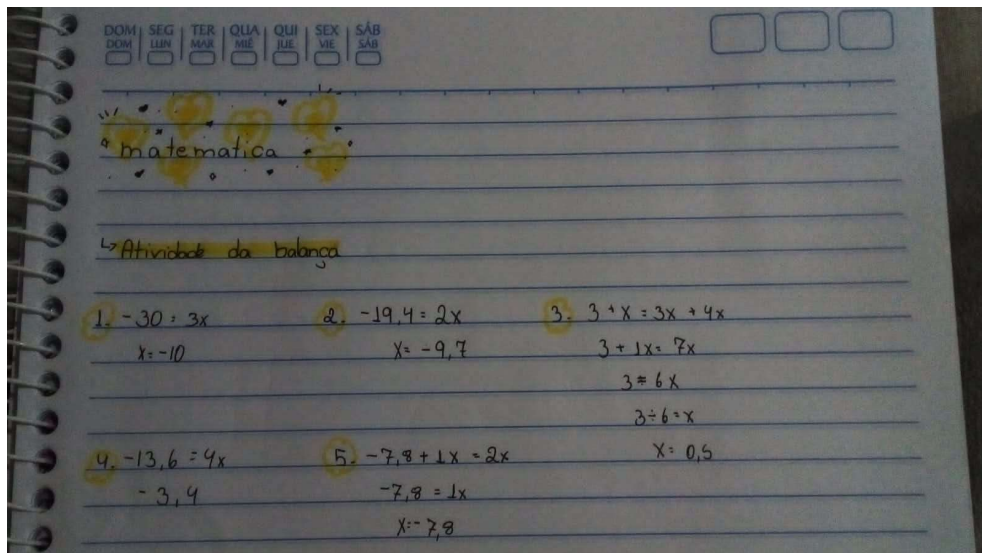 DOM SEG TER QUA QUI SEX SÁB
DOM LUN MAR MIÉ JUE VIE SÁB
matematica
↳ Atividade da balança
1. -30 = 3x
x = -10
2. -19,4 = 2x
x = -9,7
3. 3 + x = 3x + 4x
3 + 1x = 7x
3 = 6x
3 ÷ 6 = x
x = 0,5
4. -13,6 = 4x
-3,4
5. -7,8 + 1x = 2x
-7,8 = 1x
x = -7,8